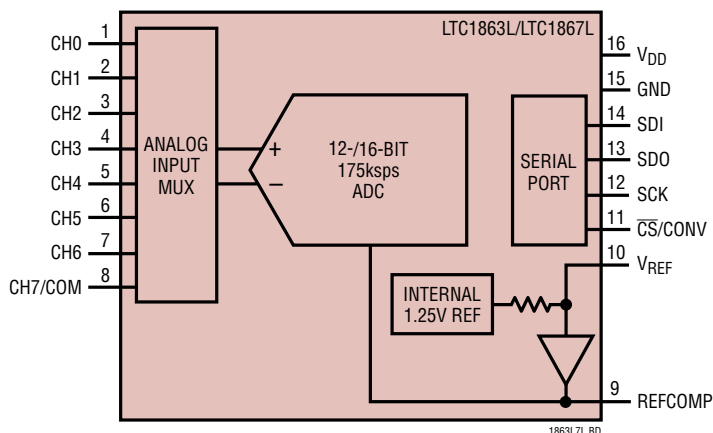 LTC1863L/LTC1867L
1
CH0
2
CH1
3
CH2
4
CH3
5
CH4
6
CH5
7
CH6
8
CH7/COM
ANALOG
INPUT
MUX
+
−
12-/16-BIT
175ksps
ADC
SERIAL
PORT
INTERNAL
1.25V REF
16
VDD
15
GND
14
SDI
13
SDO
12
SCK
11
C̅S̅/CONV
10
VREF
9
REFCOMP
1863L7L BD